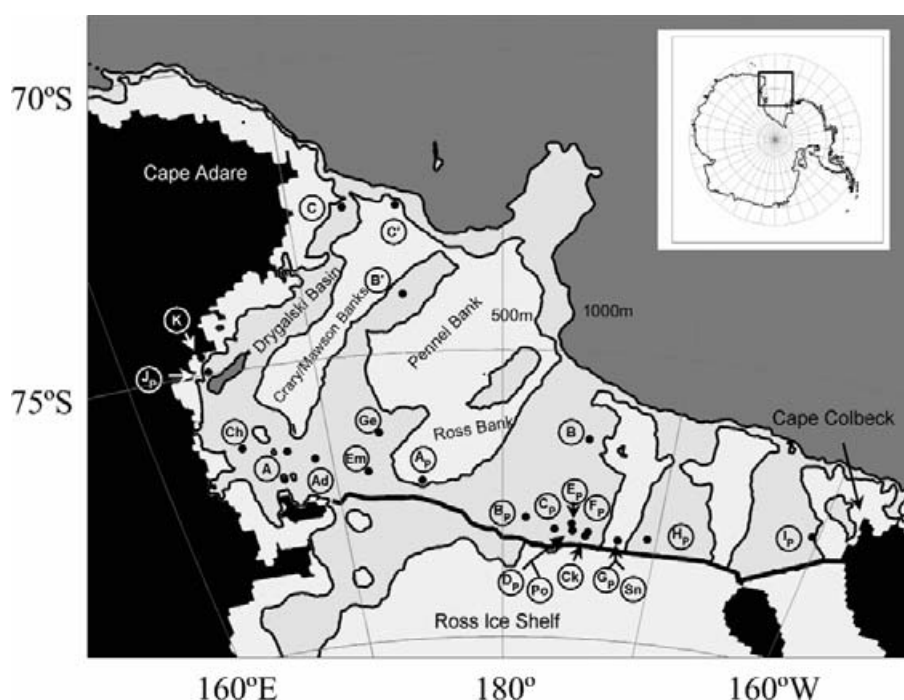 70ºS
Cape Adare
C
C'
B'
Drygalski Basin
Crary/Mawson Banks
Pennel Bank
500m
1000m
K
JP
75ºS
Cape Colbeck
Ch
Ge
Ross Bank
B
A
Ad
Em
AP
BP
CP
EP
FP
HP
IP
DP
Po
Ck
GP
Sn
Ross Ice Shelf
160ºE
180º
160ºW